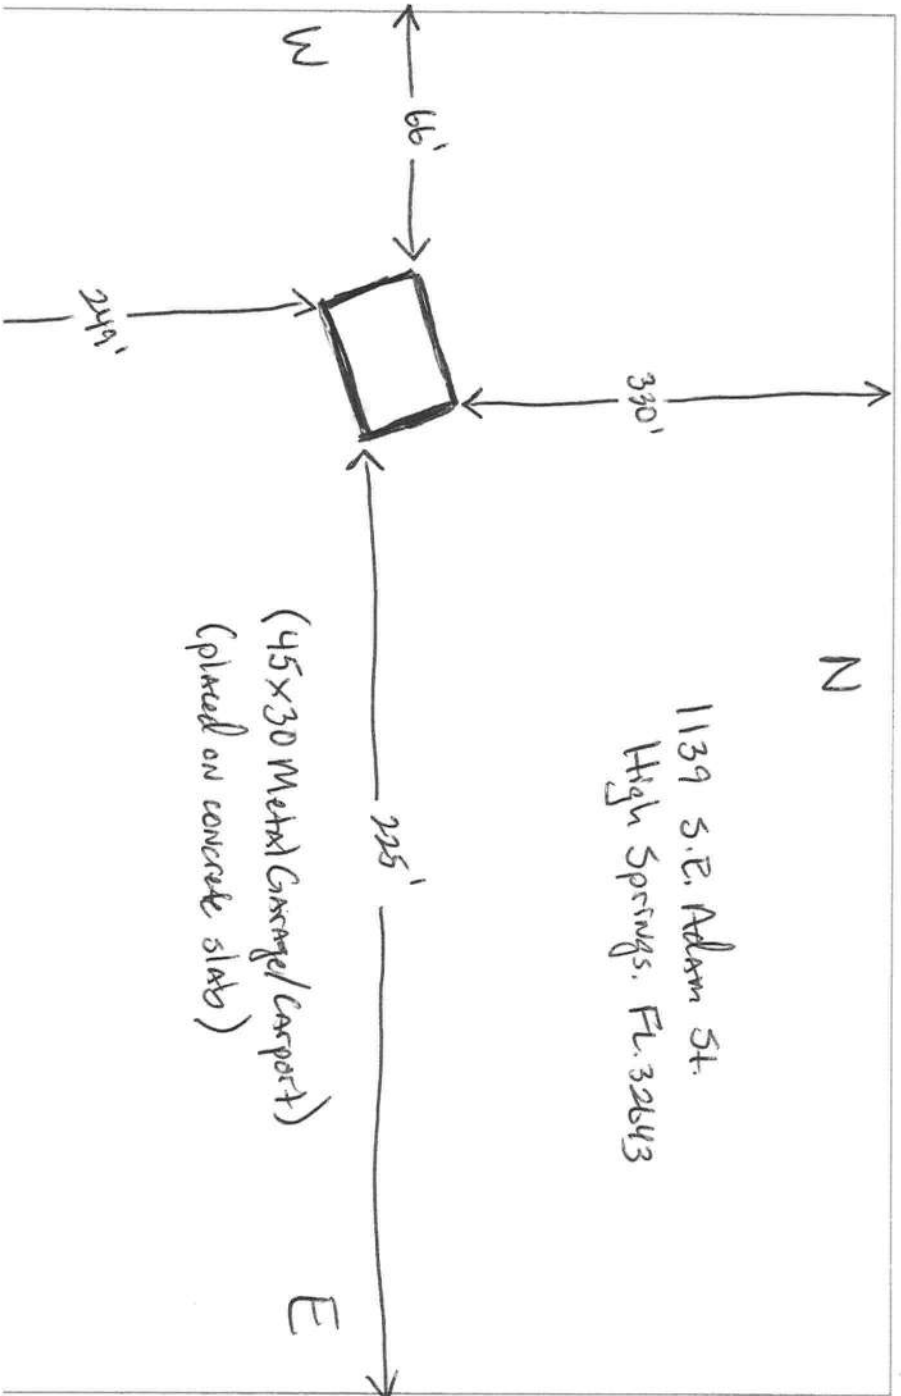 N
1139 S.E. Adam St.
High Springs. FL. 32643
330'
W
66'
249'
225'
E
(45x30 Metal Garage/Carport)
(placed on concrete slab)